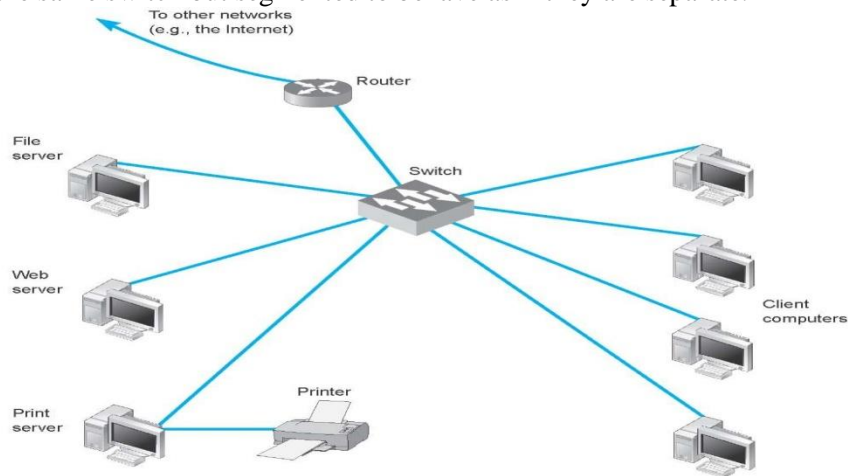 To other networks
(e.g., the Internet)
Router
File
server
Switch
Web
server
Client
computers
Printer
Print
server